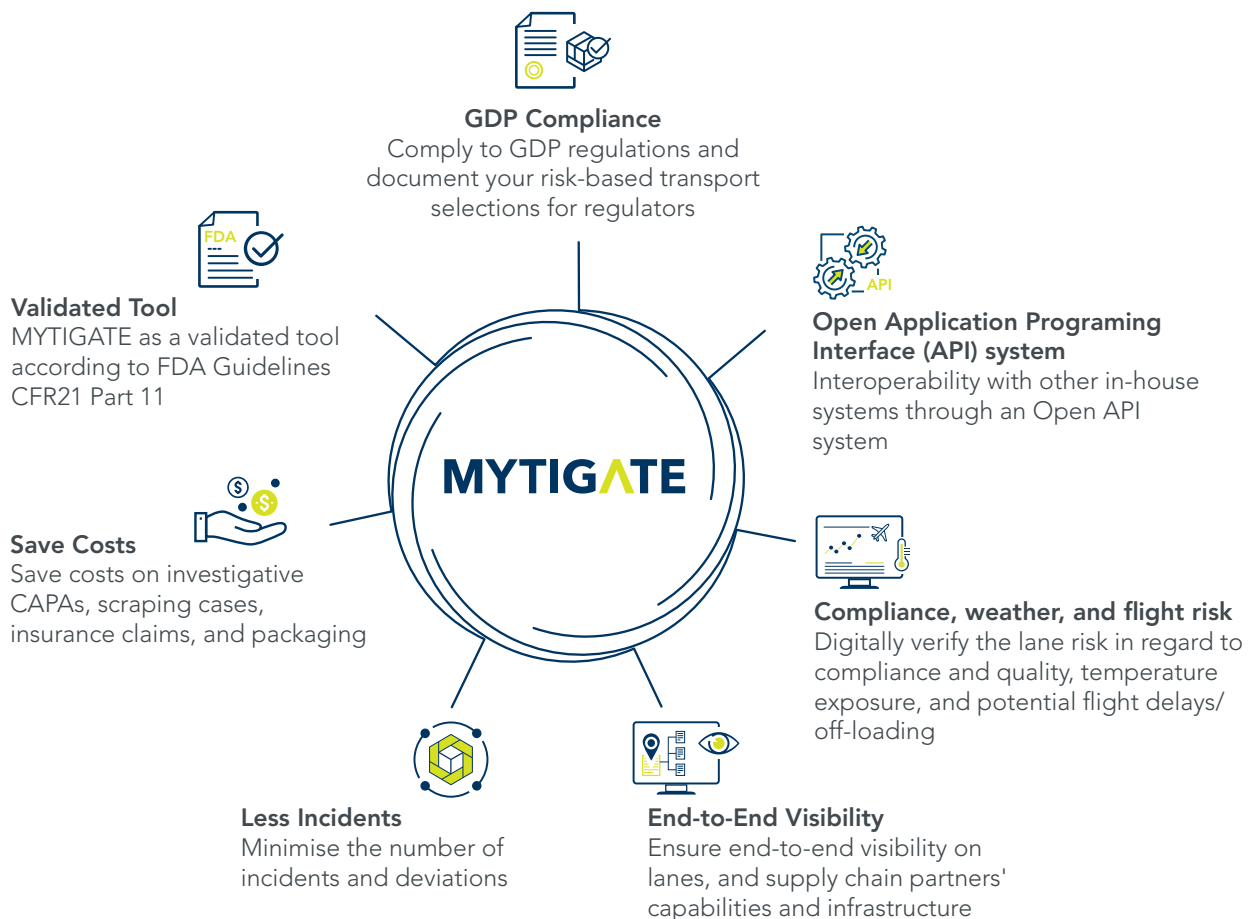 GDP Compliance
Comply to GDP regulations and
document your risk-based transport
selections for regulators
FDA
Validated Tool
MYTIGATE as a validated tool
according to FDA Guidelines
CFR21 Part 11
API
Open Application Programing
Interface (API) system
Interoperability with other in-house
systems through an Open API
system
MYTIGATE
$
$
Save Costs
Save costs on investigative
CAPAs, scraping cases,
insurance claims, and packaging
Compliance, weather, and flight risk
Digitally verify the lane risk in regard to
compliance and quality, temperature
exposure, and potential flight delays/
off-loading
Less Incidents
Minimise the number of
incidents and deviations
End-to-End Visibility
Ensure end-to-end visibility on
lanes, and supply chain partners'
capabilities and infrastructure